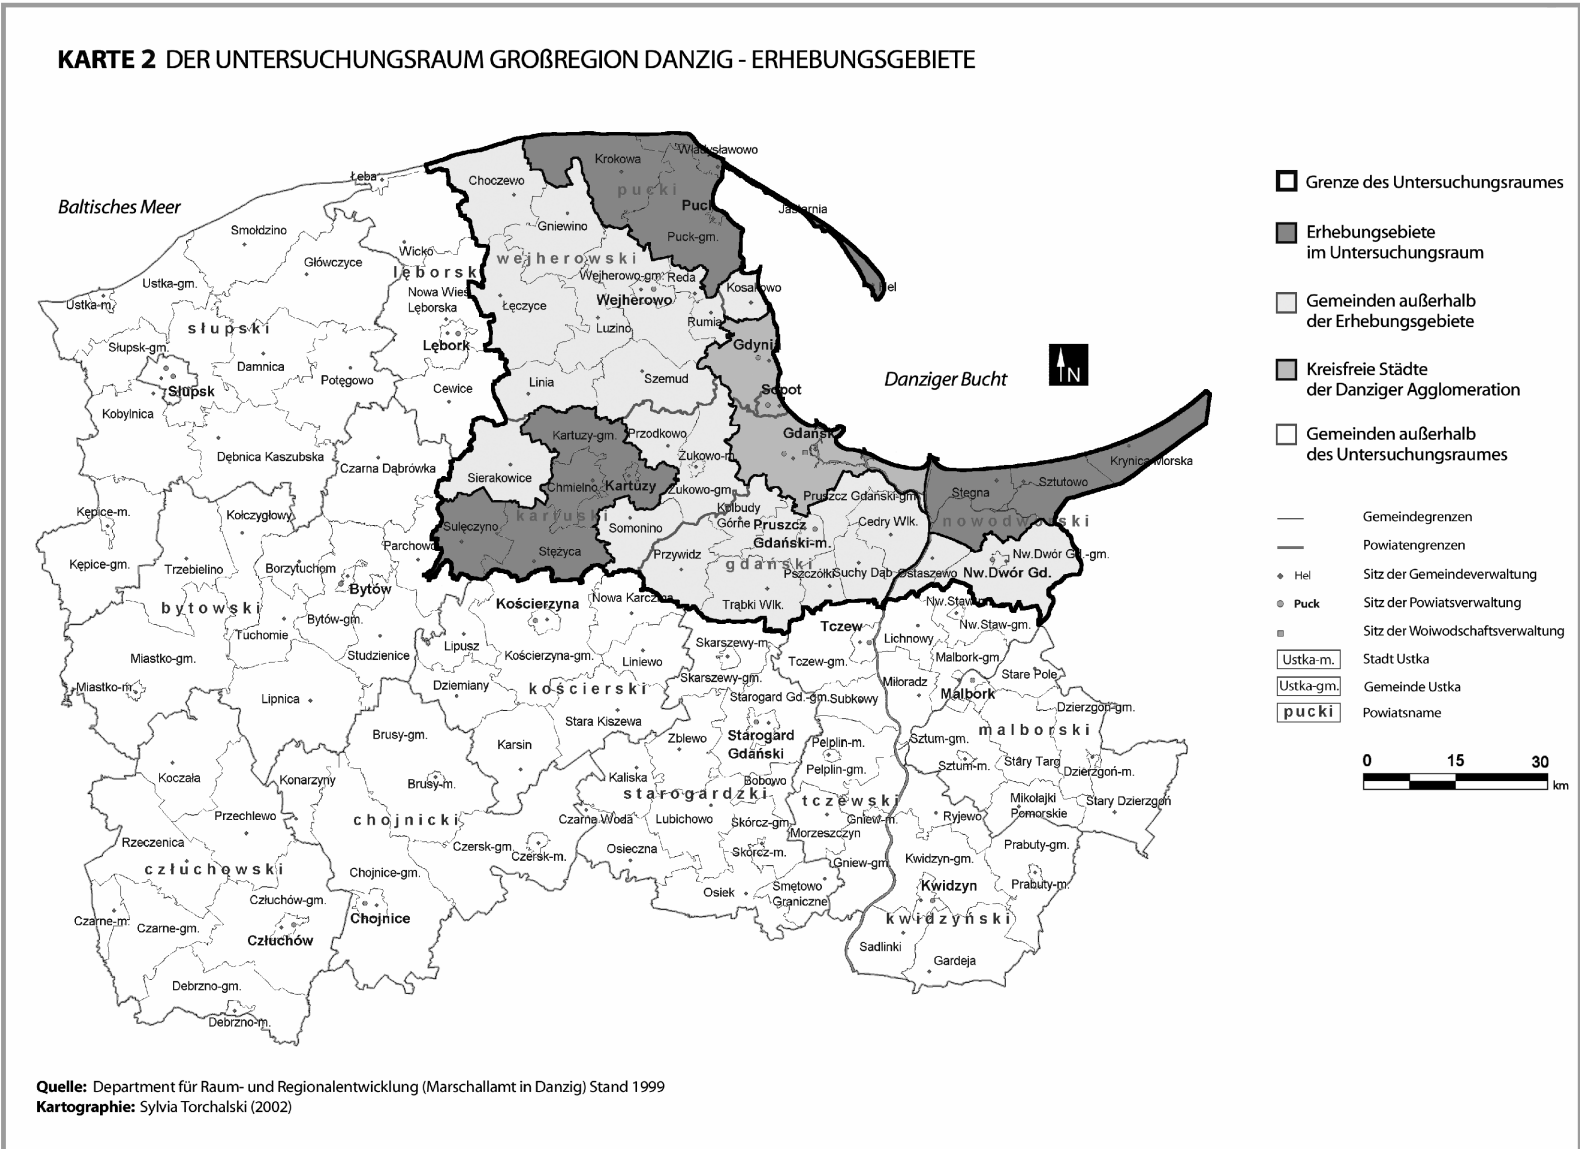 KARTE 2 DER UNTERSUCHUNGSRAUM GROßREGION DANZIG - ERHEBUNGSGEBIETE
Baltisches Meer
Danziger Bucht
N
Łeba
Choczewo
Krokowa
Władysławowo
pucki
Puck
Puck-gm.
Jastarnia
Hel
Smołdzino
Główczyce
Wicko
lęborsk
Gniewino
wejherowski
Wejherowo-gm.
Reda
Kosakowo
Ustka-gm.
Ustka-m.
Nowa Wieś
Lęborska
Łęczyce
Wejherowo
Luzino
Rumia
słupski
Słupsk-gm.
Damnica
Lębork
Gdynia
Potęgowo
Cewice
Linia
Szemud
Sopot
Słupsk
Kobylnica
Dębnica Kaszubska
Czarna Dąbrówka
Sierakowice
Kartuzy-gm.
Przodkowo
Żukowo-m.
Gdańsk
Krynica Morska
Sztutowo
Stegna
Chmielno
Kartuzy
Żukowo-gm.
Pruszcz Gdański-gm.
Kępice-m.
Kołczygłowy
Sulęczyno
kartuski
Somonino
Kolbudy
Górne
Pruszcz
Gdański-m.
Cedry Wlk.
nowodworski
Kępice-gm.
Trzebielino
Borzytuchom
Parchowo
Stężyca
Przywidz
gdański
Pszczółki
Suchy Dąb
Ostaszewo
Nw.Dwór Gd.-gm.
Nw.Dwór Gd.
bytowski
Bytów
Bytów-gm.
Tuchomie
Kościerzyna
Nowa Karczma
Trąbki Wlk.
Tczew
Nw.Staw-m.
Nw.Staw-gm.
Lichnowy
Miastko-gm.
Studzienice
Lipusz
Kościerzyna-gm.
Liniewo
Skarszewy-m.
Skarszewy-gm.
Tczew-gm.
Malbork-gm.
Stare Pole
Miastko-m.
Lipnica
Dziemiany
kościerski
Starogard Gd.-gm.
Subkowy
Miłoradz
Malbork
Dzierzgoń-gm.
Stara Kiszewa
Brusy-gm.
Karsin
Zblewo
Starogard
Gdański
Pelplin-m.
Pelplin-gm.
Sztum-gm.
malborski
Sztum-m.
Stary Targ
Dzierzgoń-m.
Koczała
Konarzyny
Brusy-m.
Kaliska
Bobowo
starogardzki
tczewski
Mikołajki
Pomorskie
Stary Dzierzgoń
Przechlewo
chojnicki
Czarna Woda
Lubichowo
Skórcz-gm.
Morzeszczyn
Gniew-m.
Ryjewo
Rzeczenica
Czersk-gm.
Czersk-m.
Osieczna
Skórcz-m.
Gniew-gm.
Kwidzyn-gm.
Prabuty-gm.
człuchowski
Chojnice-gm.
Człuchów-gm.
Osiek
Smętowo
Graniczne
Kwidzyn
Prabuty-m.
Czarne-m.
Czarne-gm.
Człuchów
Chojnice
kwidzyński
Sadlinki
Gardeja
Debrzno-gm.
Debrzno-m.
Grenze des Untersuchungsraumes
Erhebungsebiete
im Untersuchungsraum
Gemeinden außerhalb
der Erhebungsgebiete
Kreisfreie Städte
der Danziger Agglomeration
Gemeinden außerhalb
des Untersuchungsraumes
Gemeindegrenzen
Powiatengrenzen
Hel Sitz der Gemeindeverwaltung
Puck Sitz der Powiatsverwaltung
Sitz der Woiwodschaftsverwaltung
Ustka-m. Stadt Ustka
Ustka-gm. Gemeinde Ustka
pucki Powiatsname
0 15 30
km
Quelle: Department für Raum- und Regionalentwicklung (Marschallamt in Danzig) Stand 1999
Kartographie: Sylvia Torchalski (2002)